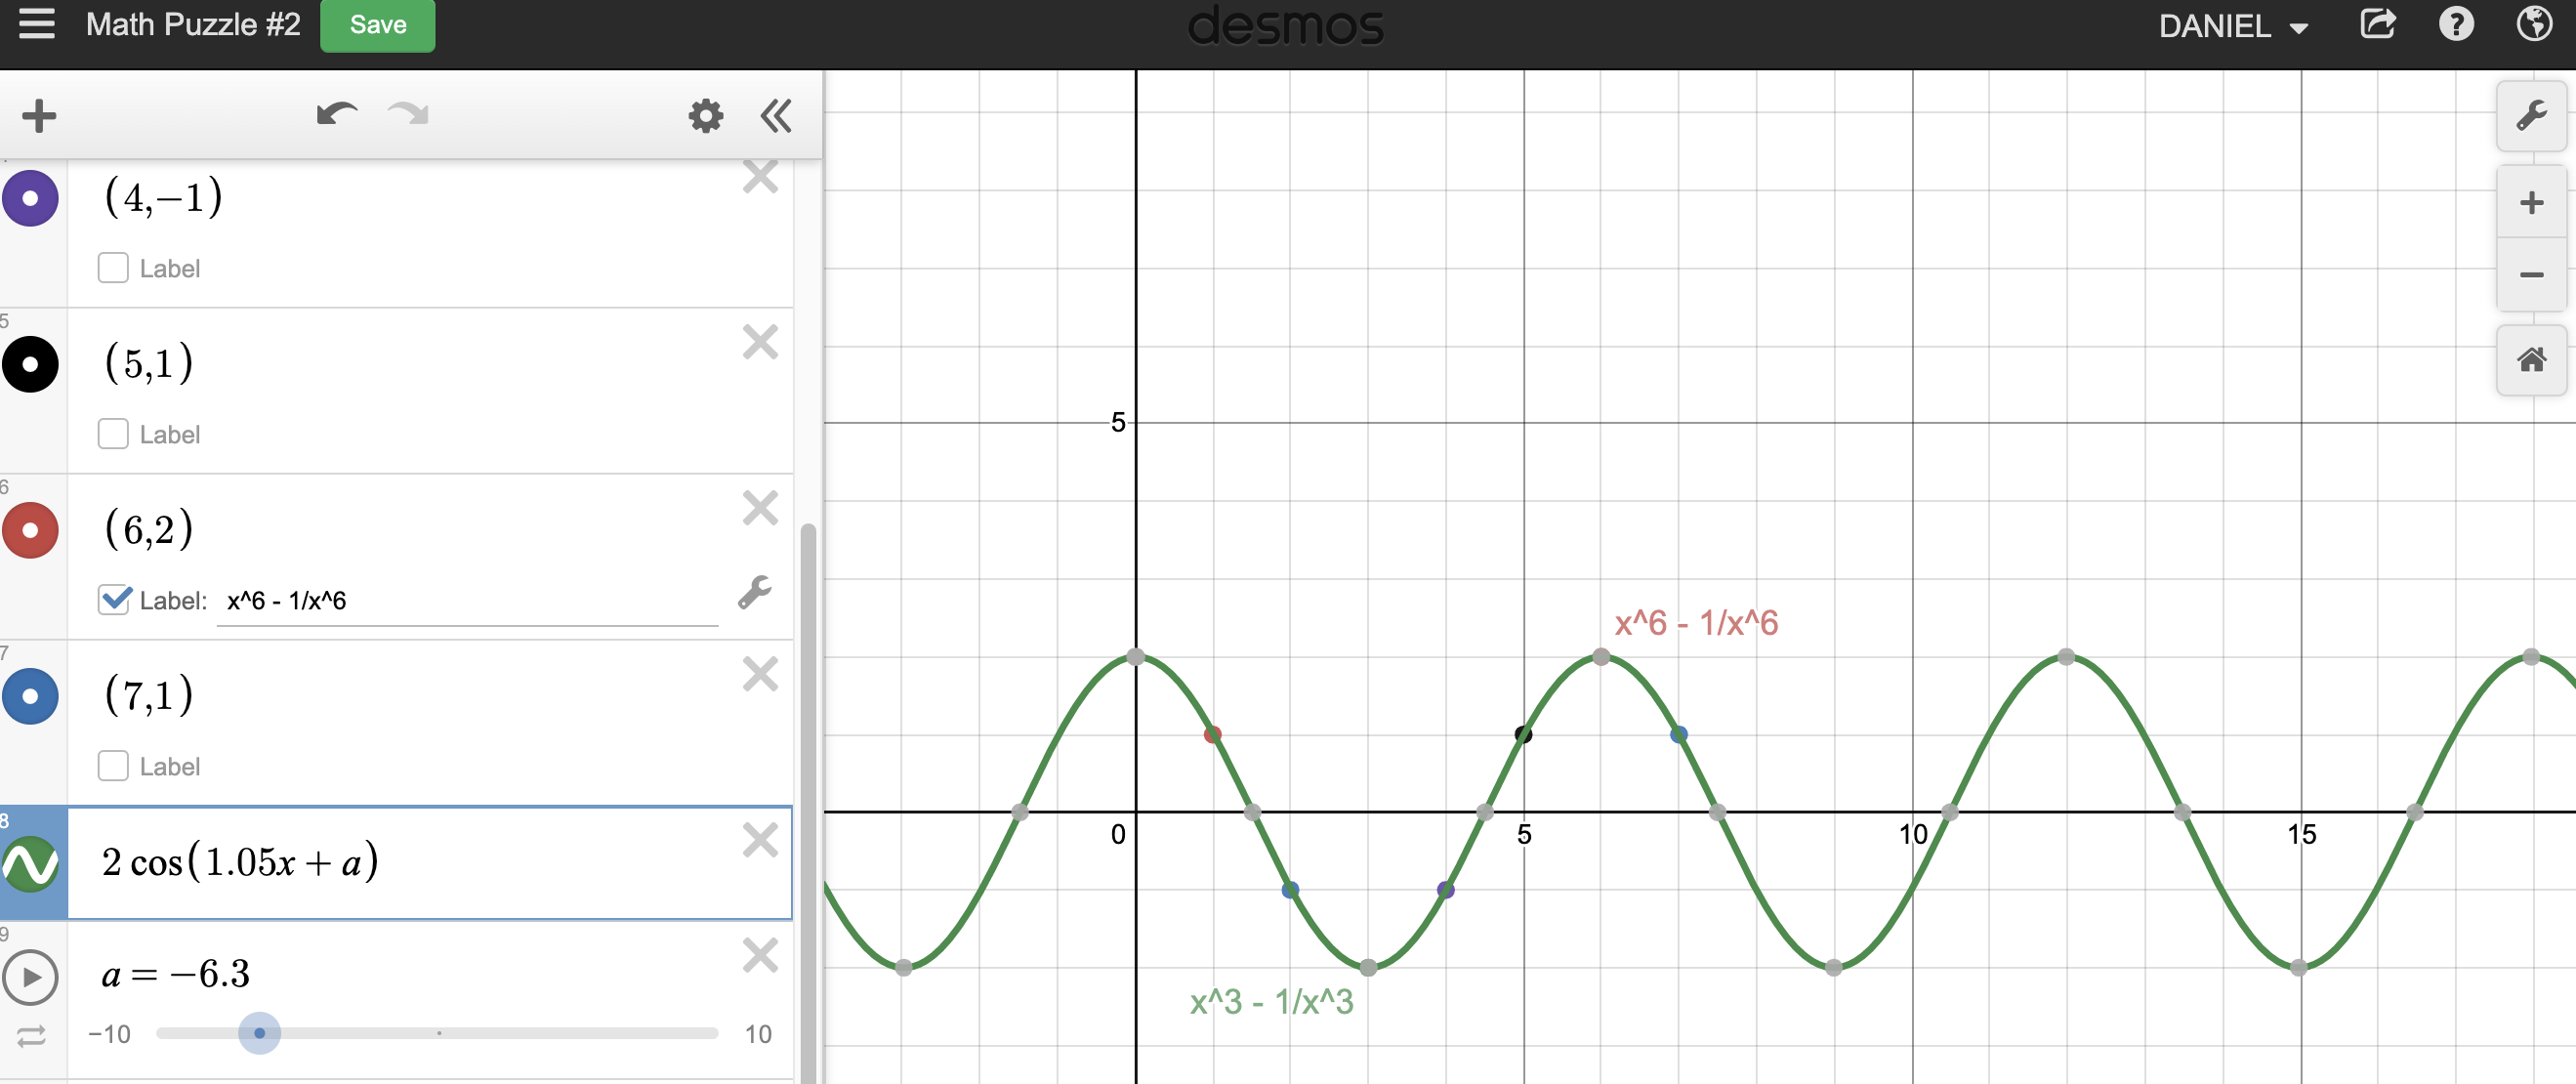 Math Puzzle #2 Save desmos DANIEL
(4,−1)
Label
5
(5,1)
Label
6
(6,2)
Label: x^6 - 1/x^6
7
(7,1)
Label
8
2 cos(1.05x + a)
9
a = −6.3
−10 10
5
x^6 - 1/x^6
0 5 10 15
x^3 - 1/x^3